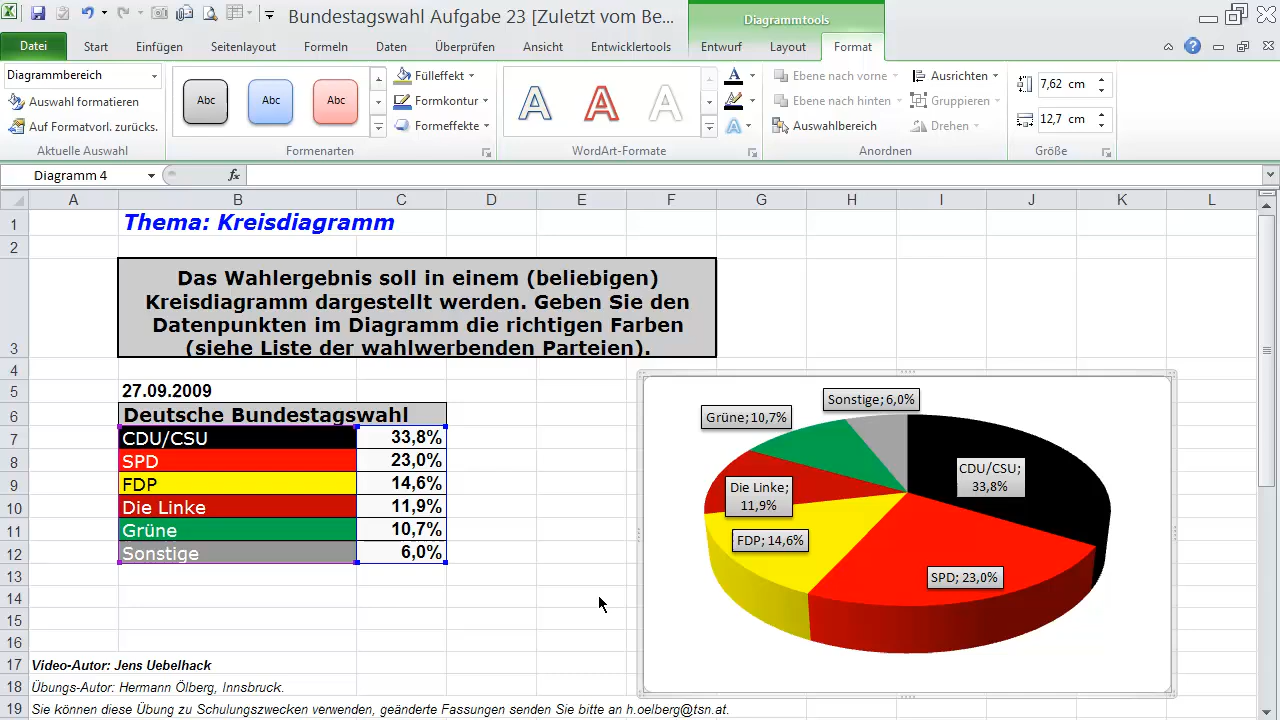 Bundestagswahl Aufgabe 23 [Zuletzt vom Be...
Diagrammtools
Datei
Start
Einfügen
Seitenlayout
Formeln
Daten
Überprüfen
Ansicht
Entwicklertools
Entwurf
Layout
Format
Diagrammbereich
Auswahl formatieren
Auf Formatvorl. zurücks.
Aktuelle Auswahl
Abc
Abc
Abc
Fülleffekt
Formkontur
Formeffekte
Formenarten
A
A
A
A
A
WordArt-Formate
Ebene nach vorne
Ebene nach hinten
Auswahlbereich
Ausrichten
Gruppieren
Drehen
Anordnen
7,62 cm
12,7 cm
Größe
Diagramm 4
fx
A B C D E F G H I J K L
1 Thema: Kreisdiagramm
2
3
Das Wahlergebnis soll in einem (beliebigen)
Kreisdiagramm dargestellt werden. Geben Sie den
Datenpunkten im Diagramm die richtigen Farben
(siehe Liste der wahlwerbenden Parteien).
4
5 27.09.2009
6 Deutsche Bundestagswahl
7 CDU/CSU 33,8%
8 SPD 23,0%
9 FDP 14,6%
10 Die Linke 11,9%
11 Grüne 10,7%
12 Sonstige 6,0%
13
14
15
16
17 Video-Autor: Jens Uebelhack
18 Übungs-Autor: Hermann Ölberg, Innsbruck.
19 Sie können diese Übung zu Schulungszwecken verwenden, geänderte Fassungen senden Sie bitte an h.oelberg@tsn.at.
Sonstige; 6,0%
Grüne; 10,7%
CDU/CSU;
33,8%
Die Linke;
11,9%
FDP; 14,6%
SPD; 23,0%